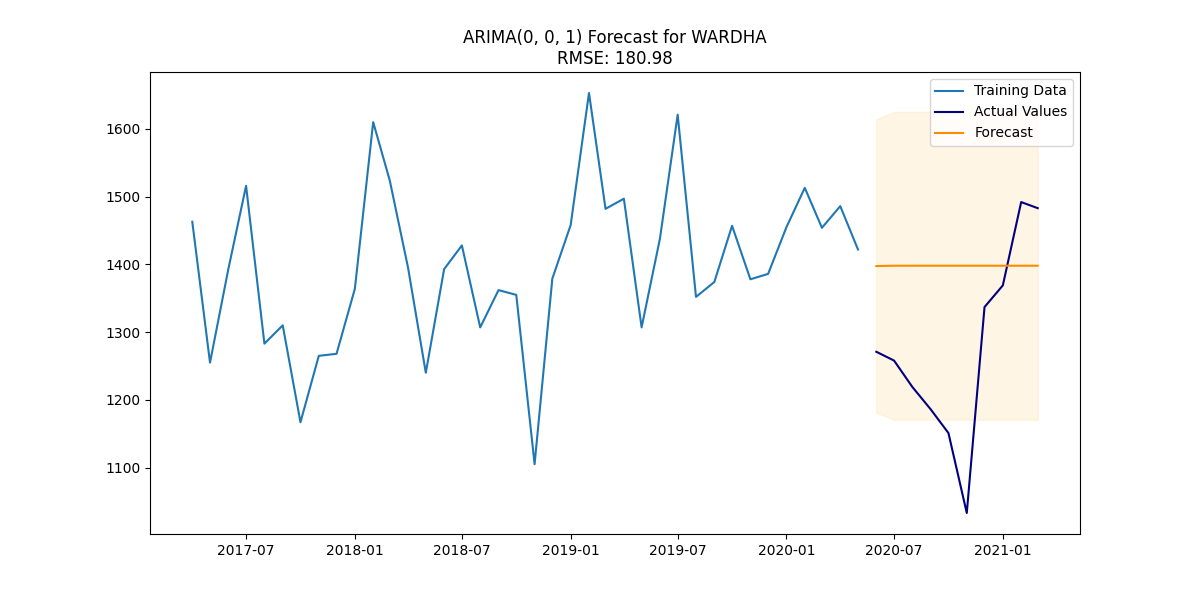 ARIMA(0, 0, 1) Forecast for WARDHA
RMSE: 180.98
Training Data
Actual Values
Forecast
1600
1500
1400
1300
1200
1100
2017-07 2018-01 2018-07 2019-01 2019-07 2020-01 2020-07 2021-01